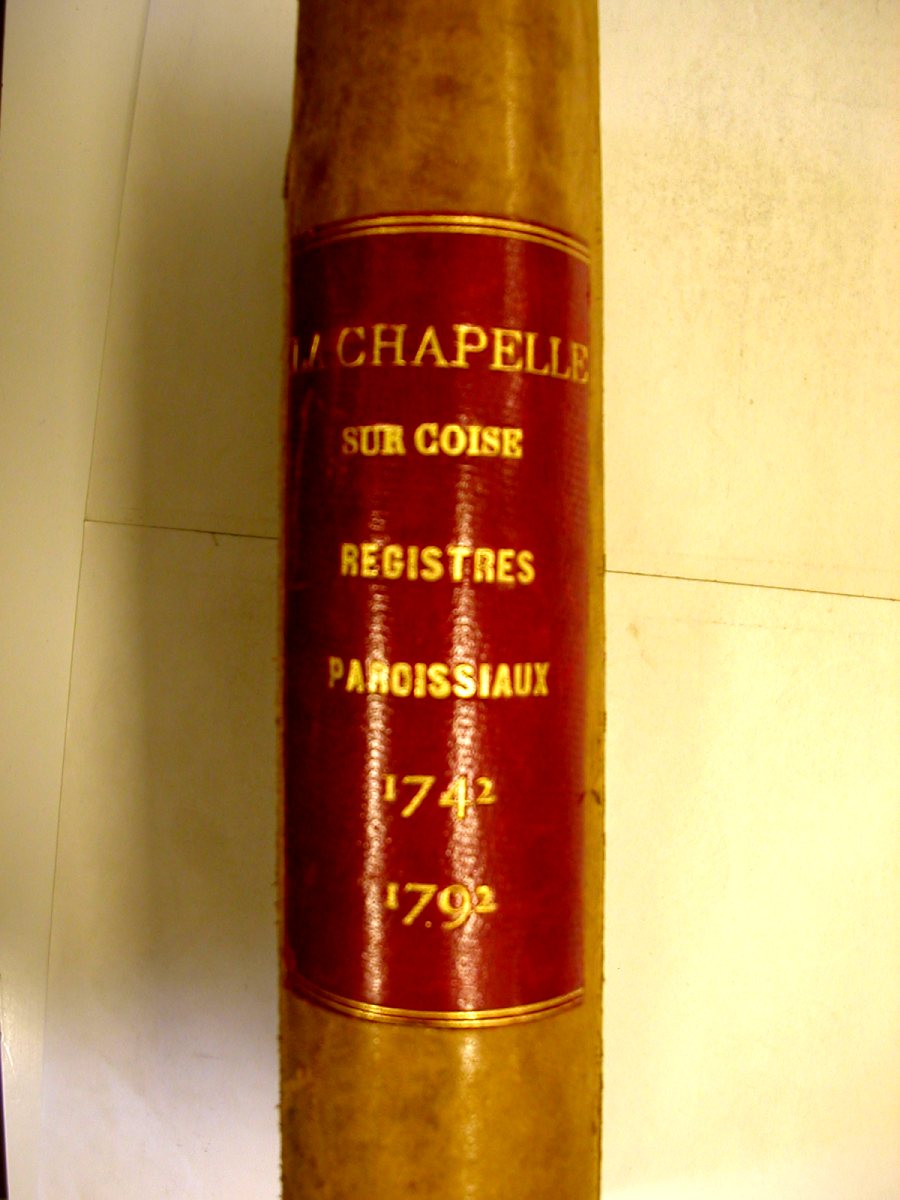 LA CHAPELLE
SUR COISE
REGISTRES
PAROISSIAUX
1742
1792